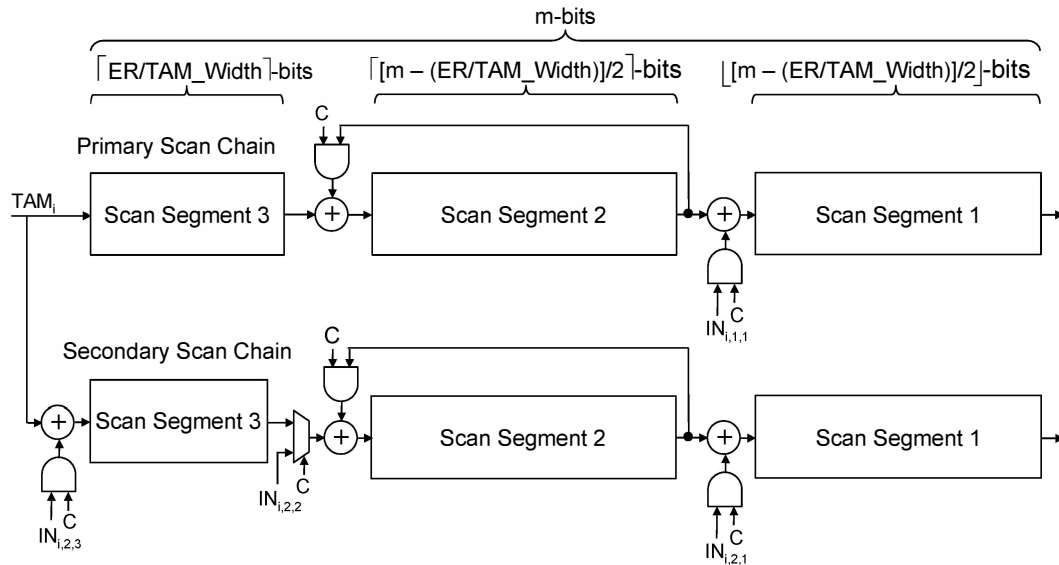 m-bits
⌈ER/TAM_Width⌉-bits
⌈[m – (ER/TAM_Width)]/2⌉-bits
⌊[m – (ER/TAM_Width)]/2⌋-bits
C
Primary Scan Chain
TAMi
Scan Segment 3
+
Scan Segment 2
+
Scan Segment 1
C
INi,1,1
C
Secondary Scan Chain
+
Scan Segment 3
+
Scan Segment 2
+
Scan Segment 1
C
INi,2,2
C
INi,2,3
C
INi,2,1